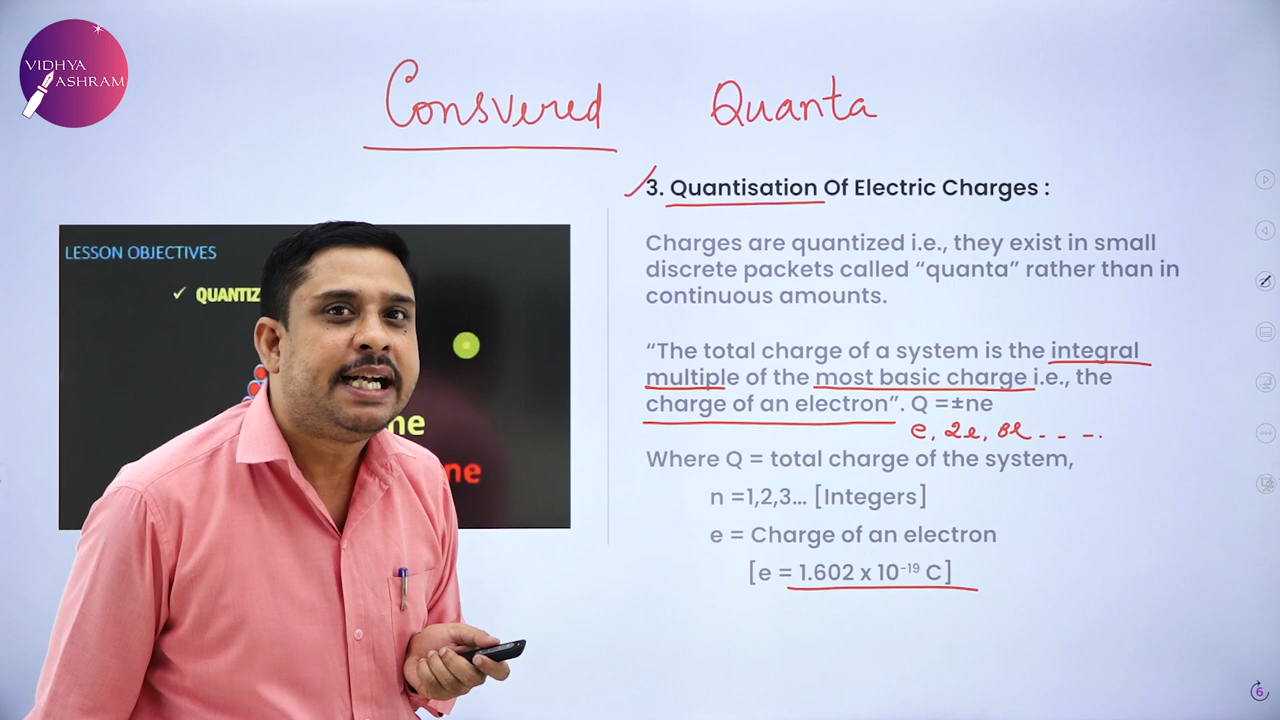 VIDHYA
ASHRAM
Consvered Quanta
3. Quantisation Of Electric Charges :
Charges are quantized i.e., they exist in small
discrete packets called “quanta” rather than in
continuous amounts.
“The total charge of a system is the integral
multiple of the most basic charge i.e., the
charge of an electron”. Q =±ne
e, 2e, 3e - - - .
Where Q = total charge of the system,
n =1,2,3... [Integers]
e = Charge of an electron
[e = 1.602 x 10⁻¹⁹ C]
LESSON OBJECTIVES
✓ QUANTIZ
ne
ne
6